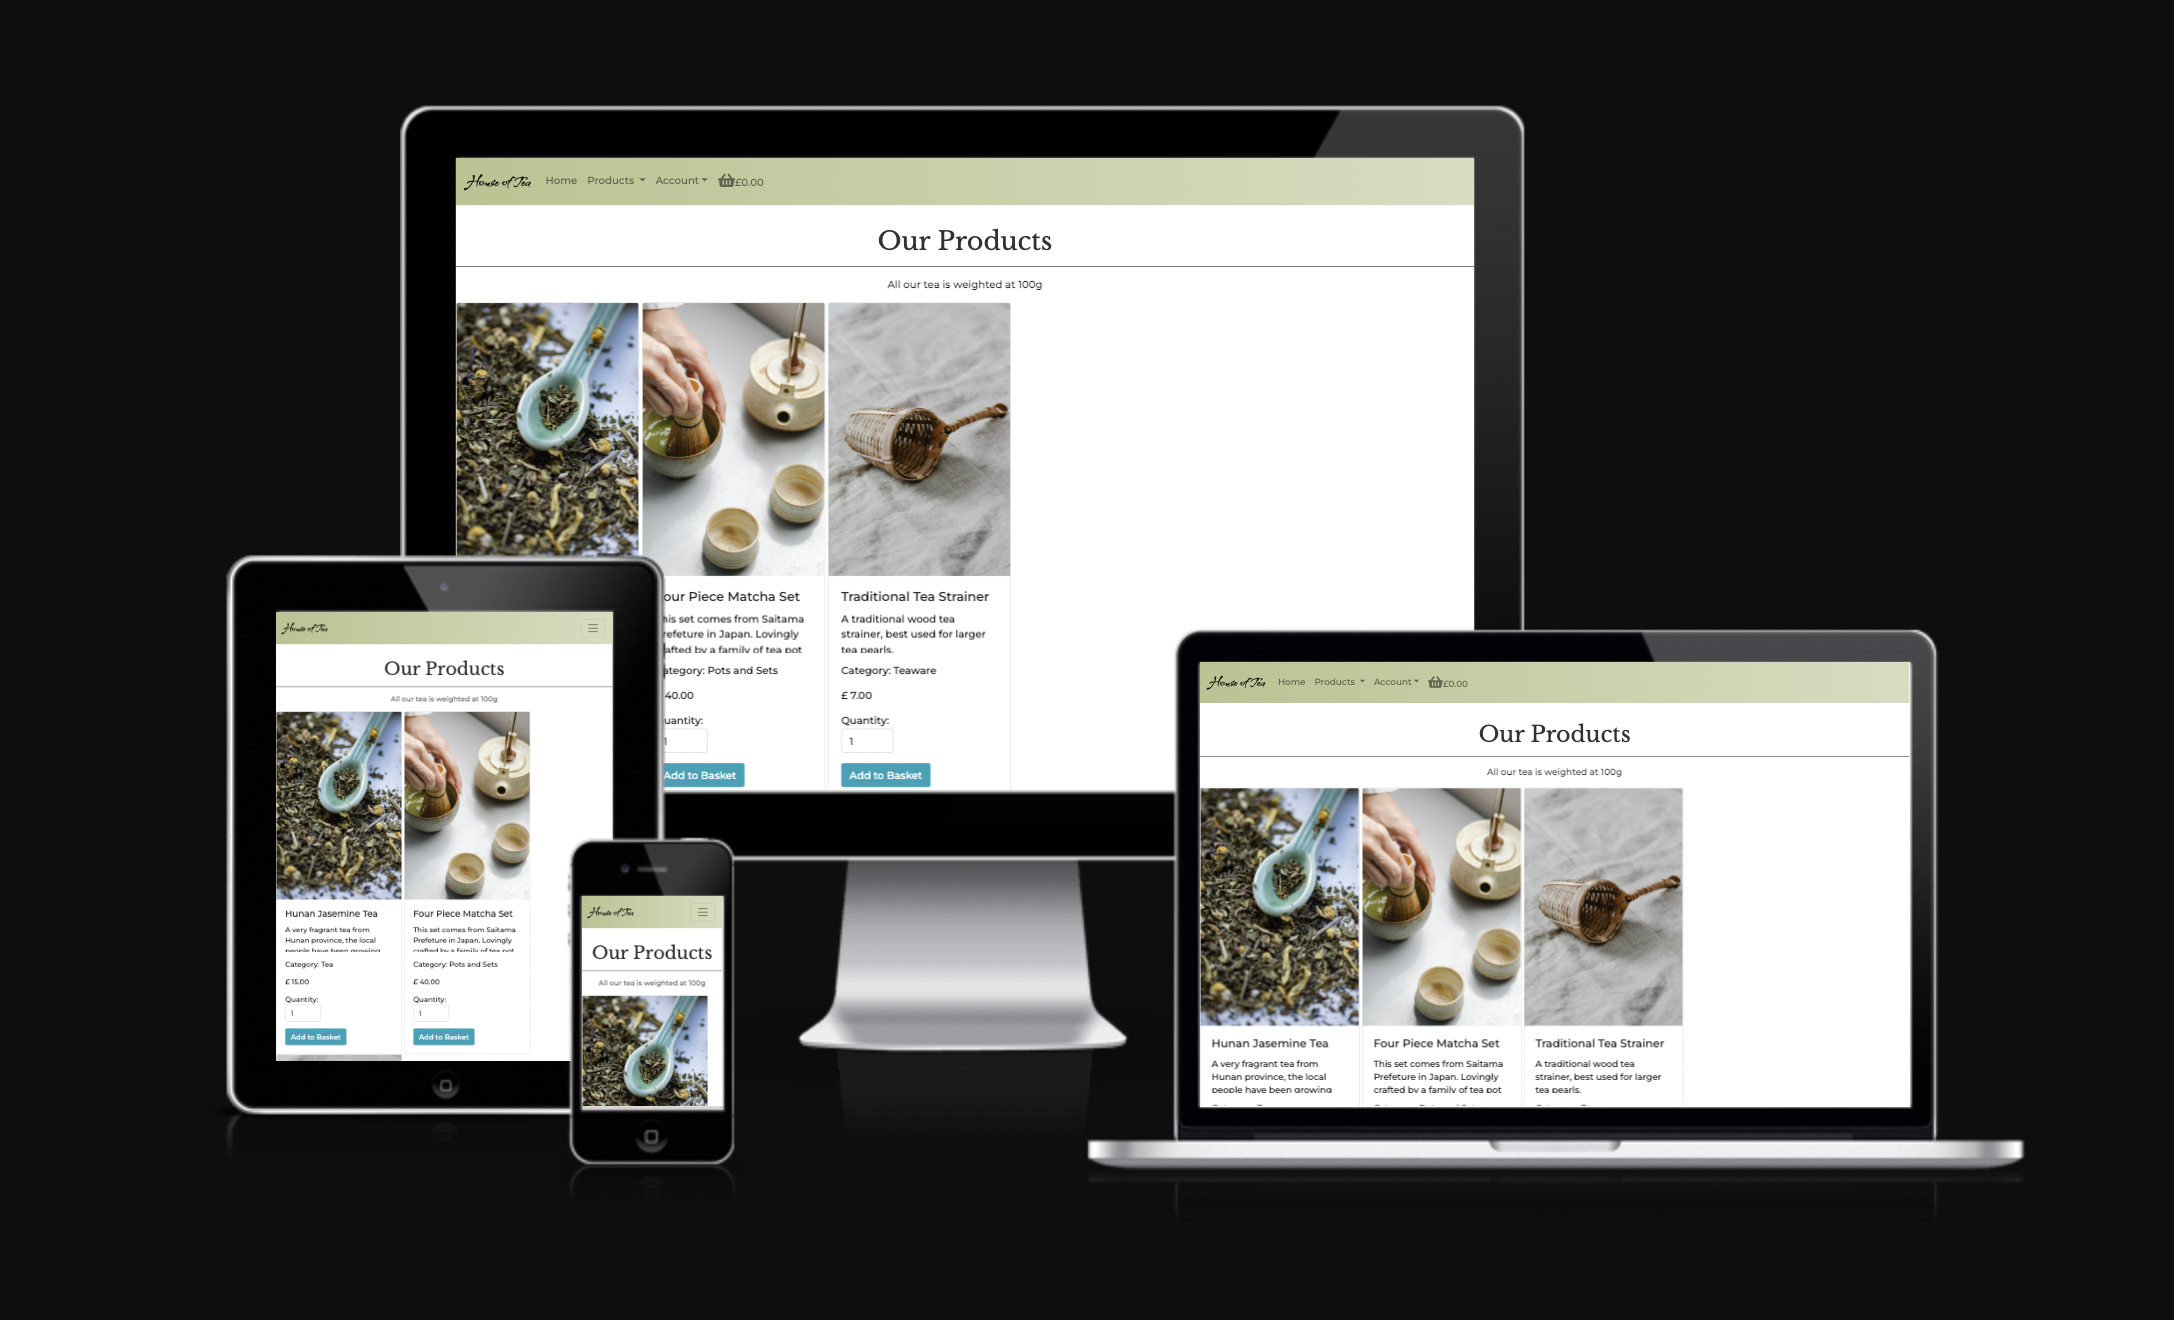 House of Tea Home Products Account £0.00
Our Products
All our tea is weighted at 100g
our Piece Matcha Set
his set comes from Saitama
refeture in Japan. Lovingly
afted by a family of tea pot
ategory: Pots and Sets
40.00
uantity:
1
Add to Basket
Traditional Tea Strainer
A traditional wood tea
strainer, best used for larger
tea pearls.
Category: Teaware
£ 7.00
Quantity:
1
Add to Basket
House of Tea
Our Products
All our tea is weighted at 100g
Hunan Jasemine Tea
A very fragrant tea from
Hunan province, the local
people have been growing
Category: Tea
£ 15.00
Quantity:
1
Add to Basket
Four Piece Matcha Set
This set comes from Saitama
Prefeture in Japan. Lovingly
crafted by a family of tea pot
Category: Pots and Sets
£ 40.00
Quantity:
1
Add to Basket
House of Tea
Our Products
All our tea is weighted at 100g
House of Tea Home Products Account £0.00
Our Products
All our tea is weighted at 100g
Hunan Jasemine Tea
A very fragrant tea from
Hunan province, the local
people have been growing
Four Piece Matcha Set
This set comes from Saitama
Prefeture in Japan. Lovingly
crafted by a family of tea pot
Traditional Tea Strainer
A traditional wood tea
strainer, best used for larger
tea pearls.